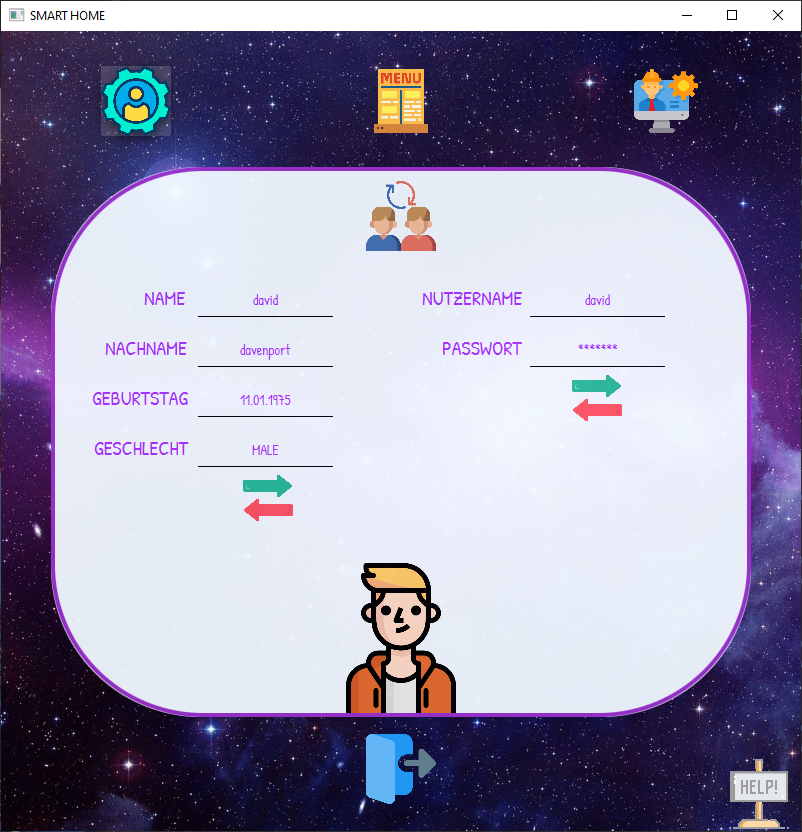 SMART HOME
MENU
NAME david
NACHNAME davenport
GEBURTSTAG 11.01.1975
GESCHLECHT MALE
NUTZERNAME david
PASSWORT *******
HELP!